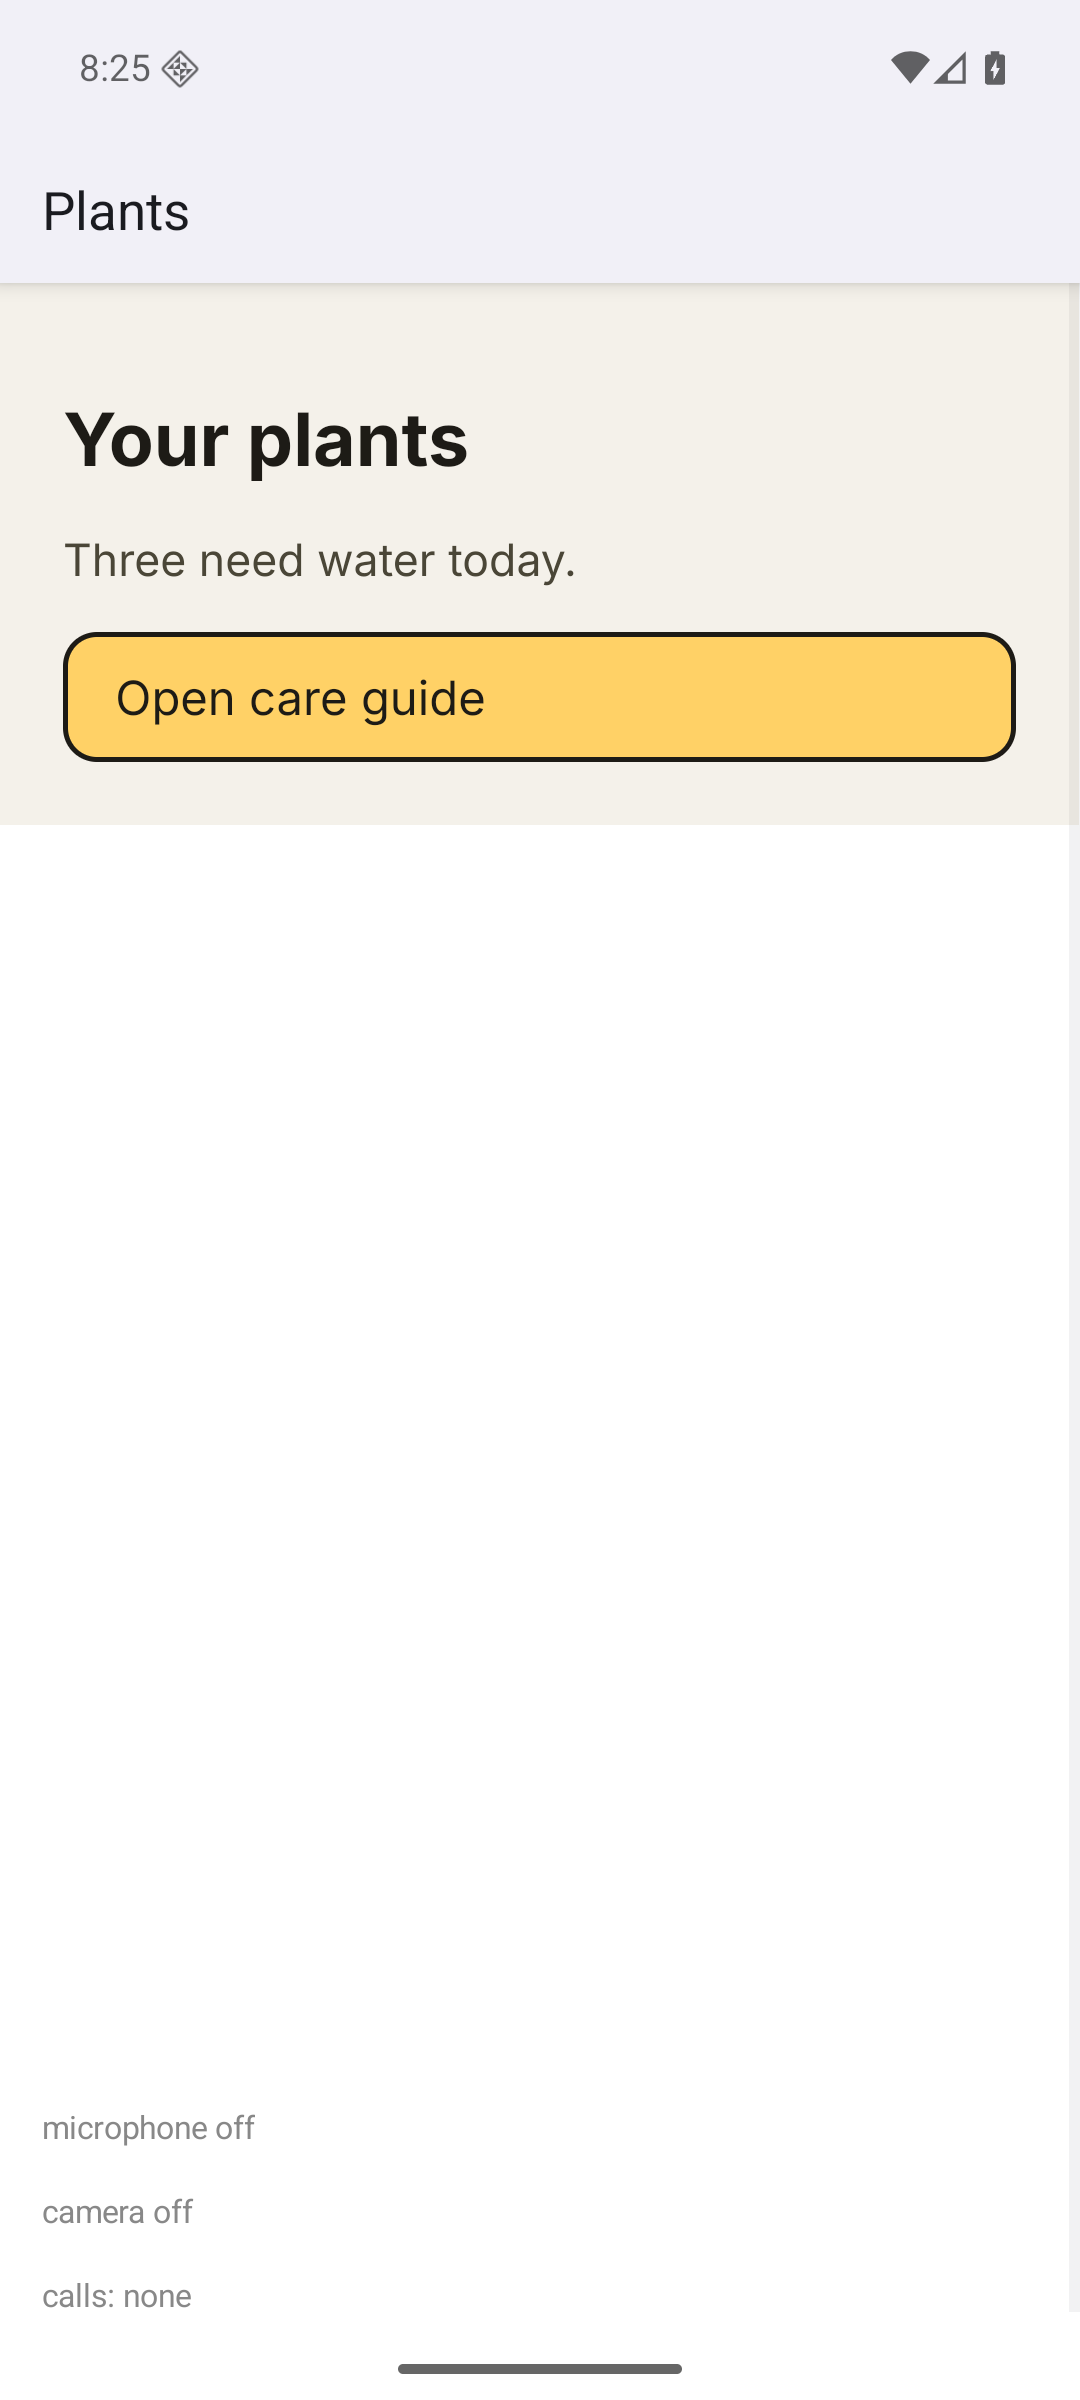 8:25
Plants
Your plants
Three need water today.
Open care guide
microphone off
camera off
calls: none